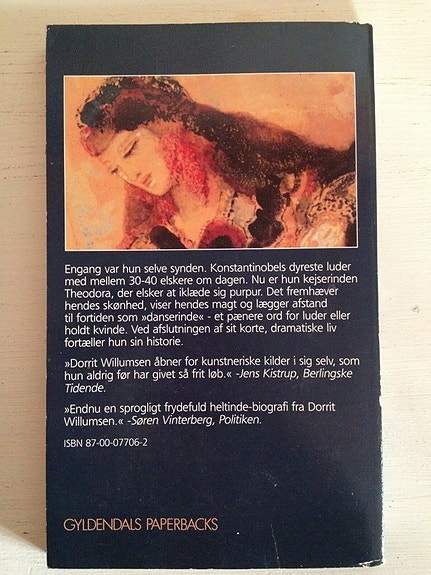 Engang var hun selve synden. Konstantinobels dyreste luder
med mellem 30-40 elskere om dagen. Nu er hun kejserinden
Theodora, der elsker at iklæde sig purpur. Det fremhæver
hendes skønhed, viser hendes magt og lægger afstand
til fortiden som »danserinde« - et pænere ord for luder eller
holdt kvinde. Ved afslutningen af sit korte, dramatiske liv
fortæller hun sin historie.
»Dorrit Willumsen åbner for kunstneriske kilder i sig selv, som
hun aldrig før har givet så frit løb.« -Jens Kistrup, Berlingske
Tidende.
»Endnu en sprogligt frydefuld heltinde-biografi fra Dorrit
Willumsen.« -Søren Vinterberg, Politiken.
ISBN 87-00-07706-2
GYLDENDALS PAPERBACKS